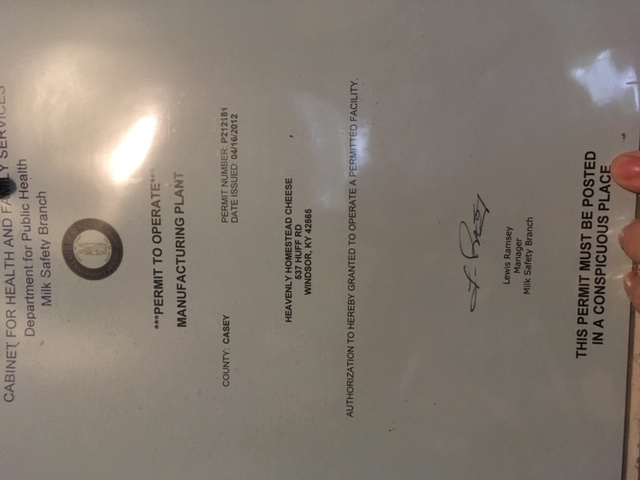 CABINET FOR HEALTH AND FAMILY SERVICES
Department for Public Health
Milk Safety Branch
***PERMIT TO OPERATE***
MANUFACTURING PLANT
PERMIT NUMBER: P212181
COUNTY: CASEY DATE ISSUED: 04/16/2012
HEAVENLY HOMESTEAD CHEESE
537 HUFF RD
WINDSOR, KY 42565
AUTHORIZATION TO HEREBY GRANTED TO OPERATE A PERMITTED FACILITY.
Lewis Ramsey
Manager
Milk Safety Branch
THIS PERMIT MUST BE POSTED
IN A CONSPICUOUS PLACE